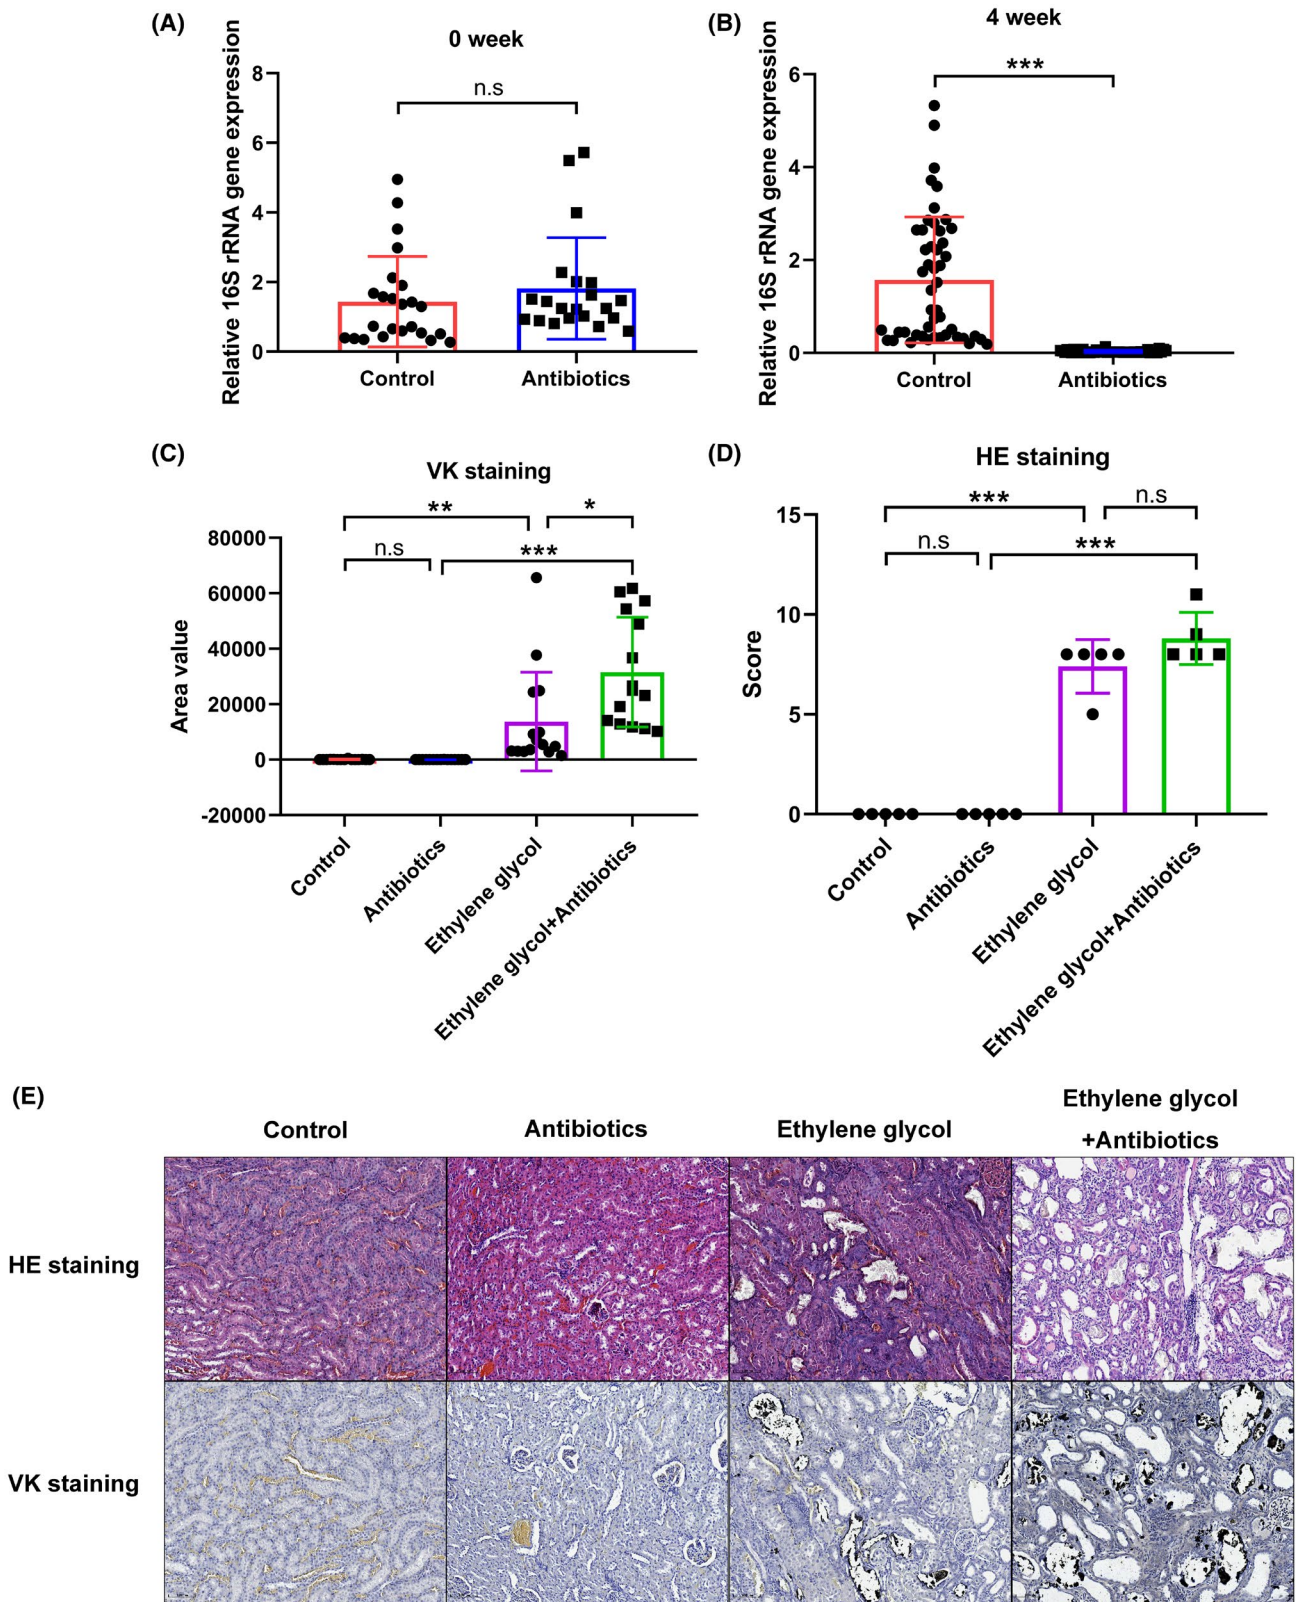 (A)
0 week
Relative 16S rRNA gene expression
8
6
4
2
0
n.s
Control
Antibiotics
(B)
4 week
Relative 16S rRNA gene expression
6
4
2
0
***
Control
Antibiotics
(C)
VK staining
Area value
80000
60000
40000
20000
0
-20000
**
*
n.s
***
Control
Antibiotics
Ethylene glycol
Ethylene glycol+Antibiotics
(D)
HE staining
Score
15
10
5
0
***
n.s
n.s
***
Control
Antibiotics
Ethylene glycol
Ethylene glycol+Antibiotics
(E)
Control
Antibiotics
Ethylene glycol
Ethylene glycol
+Antibiotics
HE staining
VK staining